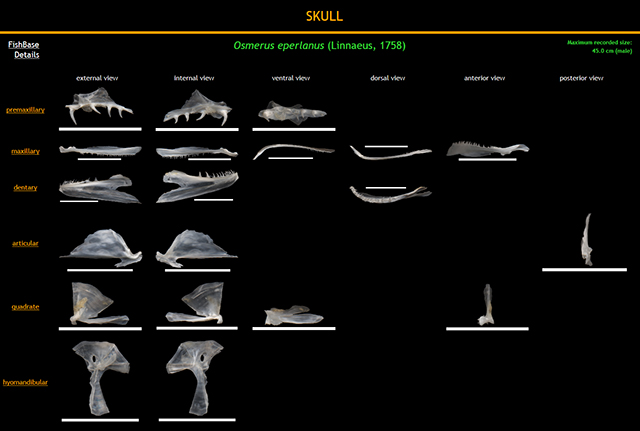 SKULL
FishBase
Details
Osmerus eperlanus (Linnaeus, 1758)
Maximum recorded size:
45.0 cm (male)
external view internal view ventral view dorsal view anterior view posterior view
premaxillary
maxillary
dentary
articular
quadrate
hyomandibular